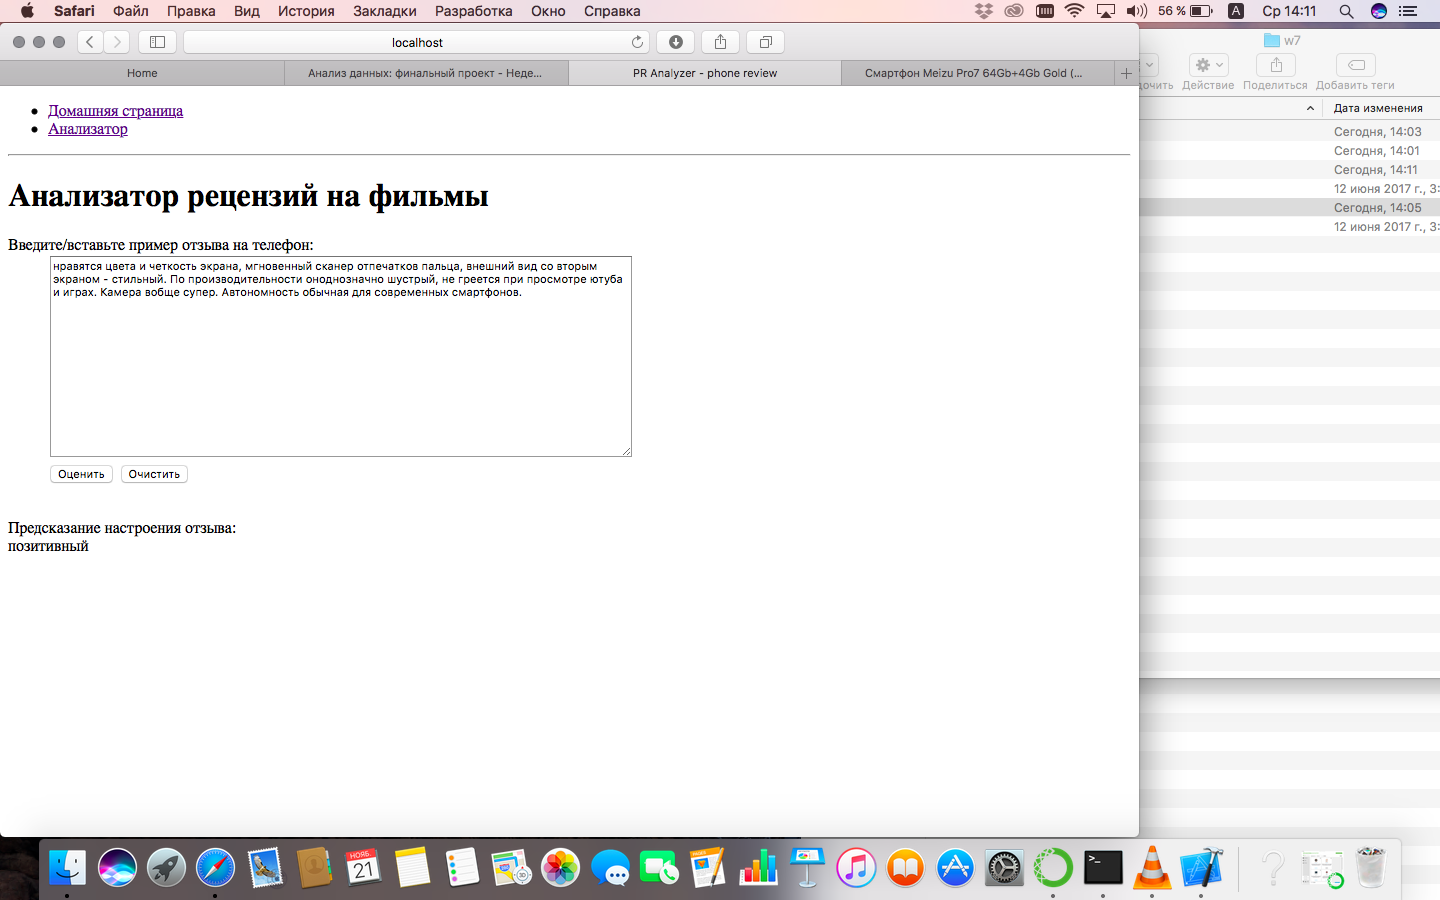 Safari Файл Правка Вид История Закладки Разработка Окно Справка 56 % A Ср 14:11
localhost
Home Анализ данных: финальный проект - Неде... PR Analyzer - phone review Смартфон Meizu Pro7 64Gb+4Gb Gold (...
w7
Действие Поделиться Добавить теги
Дата изменения
Сегодня, 14:03
Сегодня, 14:01
Сегодня, 14:11
12 июня 2017 г., 3:
Сегодня, 14:05
12 июня 2017 г., 3:
Домашняя страница
Анализатор
Анализатор рецензий на фильмы
Введите/вставьте пример отзыва на телефон:
нравятся цвета и четкость экрана, мгновенный сканер отпечатков пальца, внешний вид со вторым
экраном - стильный. По производительности оноднозначно шустрый, не греется при просмотре ютуба
и играх. Камера вобще супер. Автономность обычная для современных смартфонов.
Оценить Очистить
Предсказание настроения отзыва:
позитивный
НОЯБ.
21